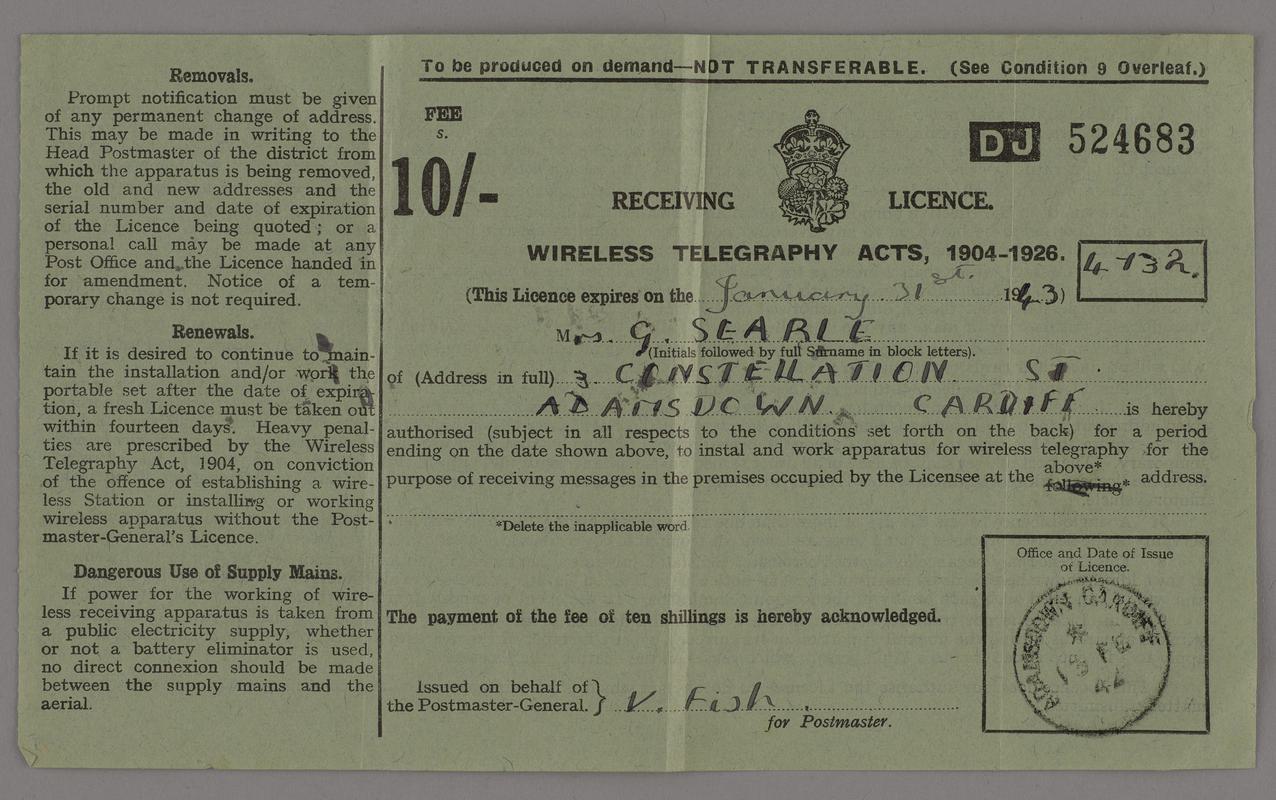 To be produced on demand—NOT TRANSFERABLE. (See Condition 9 Overleaf.)
Removals.
Prompt notification must be given
of any permanent change of address.
This may be made in writing to the
Head Postmaster of the district from
which the apparatus is being removed,
the old and new addresses and the
serial number and date of expiration
of the Licence being quoted; or a
personal call may be made at any
Post Office and the Licence handed in
for amendment. Notice of a tem-
porary change is not required.
Renewals.
If it is desired to continue to main-
tain the installation and/or work the
portable set after the date of expira-
tion, a fresh Licence must be taken out
within fourteen days. Heavy penal-
ties are prescribed by the Wireless
Telegraphy Act, 1904, on conviction
of the offence of establishing a wire-
less Station or installing or working
wireless apparatus without the Post-
master-General's Licence.
Dangerous Use of Supply Mains.
If power for the working of wire-
less receiving apparatus is taken from
a public electricity supply, whether
or not a battery eliminator is used,
no direct connexion should be made
between the supply mains and the
aerial.
FEE
s.
10/-
DJ 524683
RECEIVING LICENCE.
WIRELESS TELEGRAPHY ACTS, 1904-1926.
4732.
(This Licence expires on the January 31st. 1943)
Mrs. G. SEARLE
(Initials followed by full Surname in block letters).
of (Address in full) 3 CONSTELLATION ST
ADAMSDOWN. CARDIFF is hereby
authorised (subject in all respects to the conditions set forth on the back) for a period
ending on the date shown above, to instal and work apparatus for wireless telegraphy for the
purpose of receiving messages in the premises occupied by the Licensee at the above* following* address.
*Delete the inapplicable word.
The payment of the fee of ten shillings is hereby acknowledged.
Issued on behalf of
the Postmaster-General. } V. Fish.
for Postmaster.
Office and Date of Issue
of Licence.
ADAMSDOWN CARDIFF
FE
42